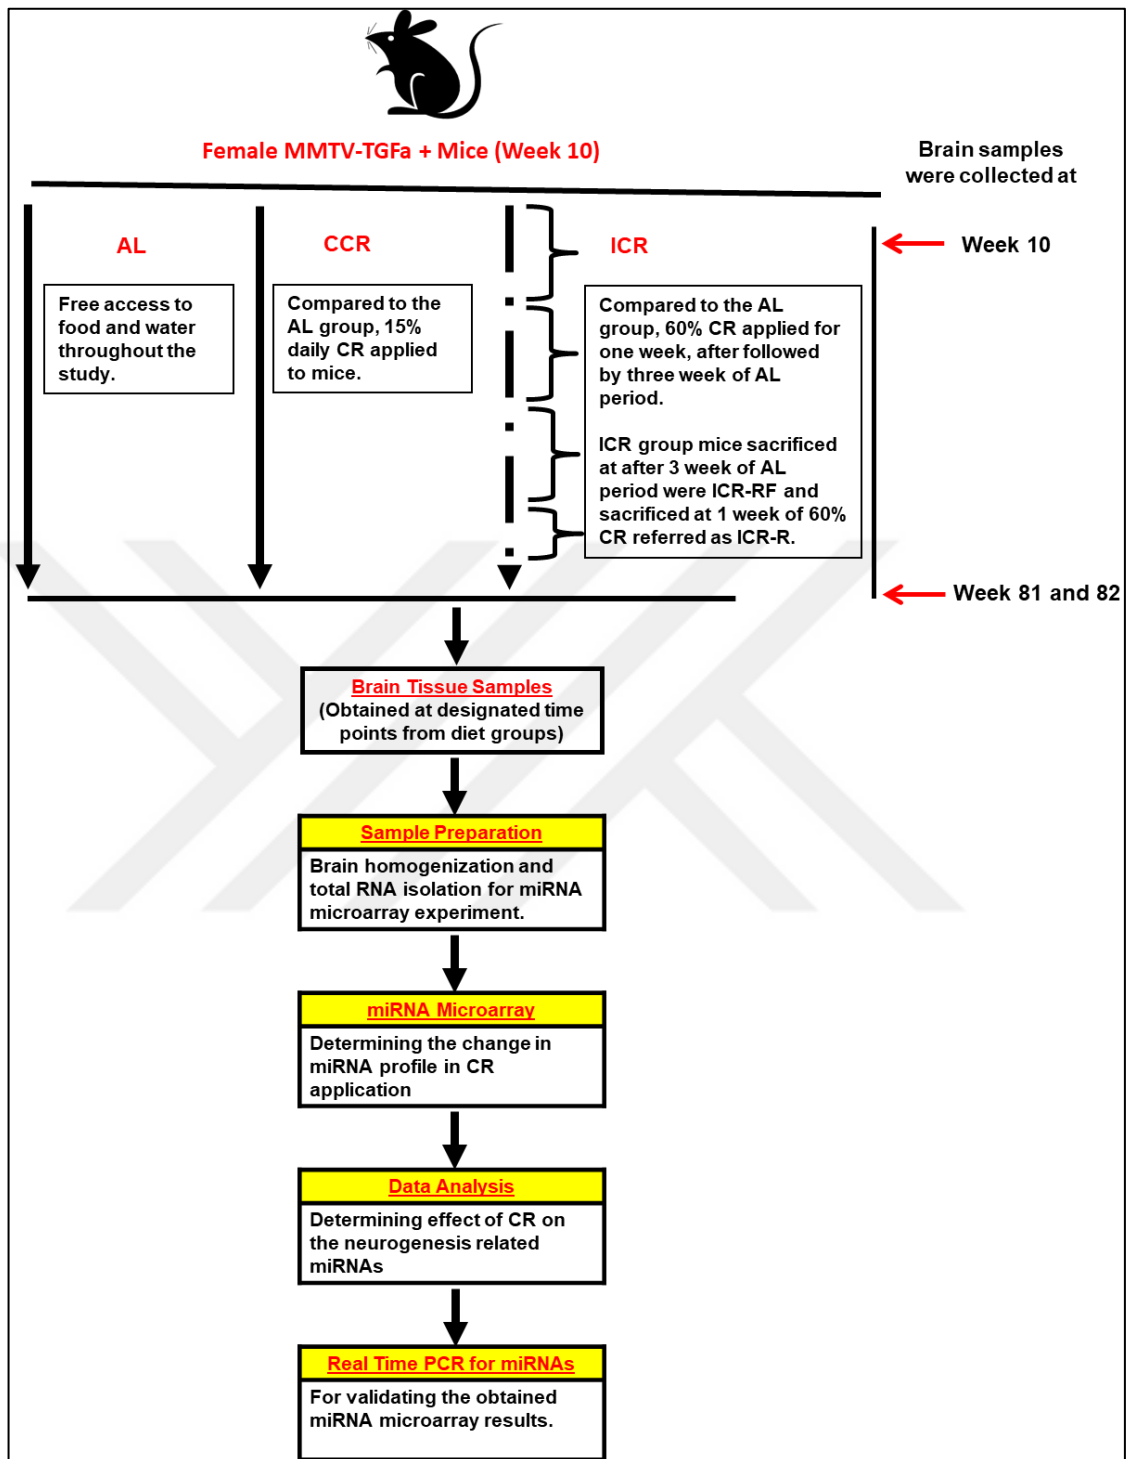 Female MMTV-TGFa + Mice (Week 10)
Brain samples
were collected at
AL
CCR
ICR
Week 10
Free access to
food and water
throughout the
study.
Compared to the
AL group, 15%
daily CR applied
to mice.
Compared to the AL
group, 60% CR applied for
one week, after followed
by three week of AL
period.
ICR group mice sacrificed
at after 3 week of AL
period were ICR-RF and
sacrificed at 1 week of 60%
CR referred as ICR-R.
Week 81 and 82
Brain Tissue Samples
(Obtained at designated time
points from diet groups)
Sample Preparation
Brain homogenization and
total RNA isolation for miRNA
microarray experiment.
miRNA Microarray
Determining the change in
miRNA profile in CR
application
Data Analysis
Determining effect of CR on
the neurogenesis related
miRNAs
Real Time PCR for miRNAs
For validating the obtained
miRNA microarray results.